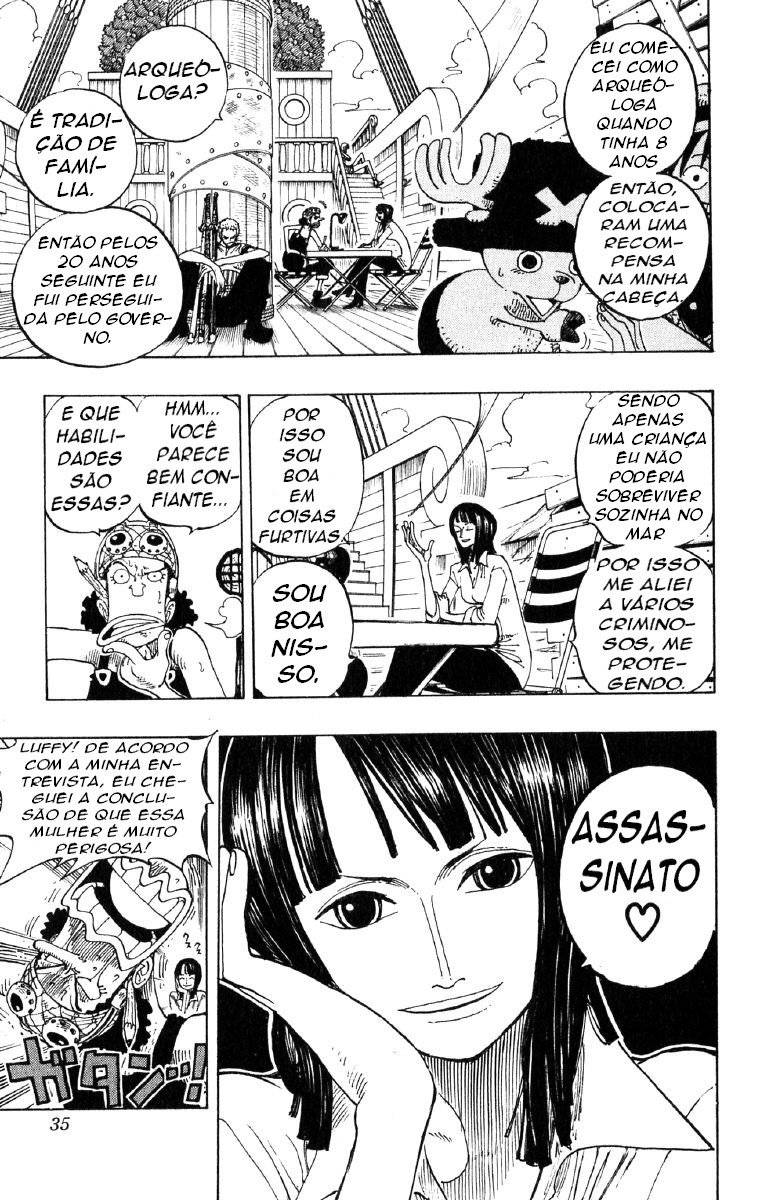 ARQUEÓ-
LOGA?
É TRADI-
ÇÃO DE
FAMÍ-
LIA.
EU COME-
CEI COMO
ARQUEÓ-
LOGA
QUANDO
TINHA 8
ANOS
ENTÃO,
COLOCA-
RAM UMA
RECOM-
PENSA
NA MINHA
CABEÇA.
ENTÃO PELOS
20 ANOS
SEGUINTE EU
FUI PERSEGUI-
DA PELO GOVER-
NO.
SENDO
APENAS
UMA CRIANÇA
EU NÃO
PODERIA
SOBREVIVER
SOZINHA NO
MAR
POR ISSO
ME ALIEI
A VÁRIOS
CRIMINO-
SOS, ME
PROTE-
GENDO.
POR
ISSO
SOU
BOA
EM
COISAS
FURTIVAS
SOU
BOA
NIS-
SO.
HMM...
VOCÊ
PARECE
BEM CON-
FIANTE...
E QUE
HABILI-
DADES
SÃO
ESSAS?
ASSAS-
SINATO
♡
LUFFY! DE ACORDO
COM A MINHA EN-
TREVISTA, EU CHE-
GUEI A CONCLU-
SÃO DE QUE ESSA
MULHER É MUITO
PERIGOSA!
??
ガタン!!
35